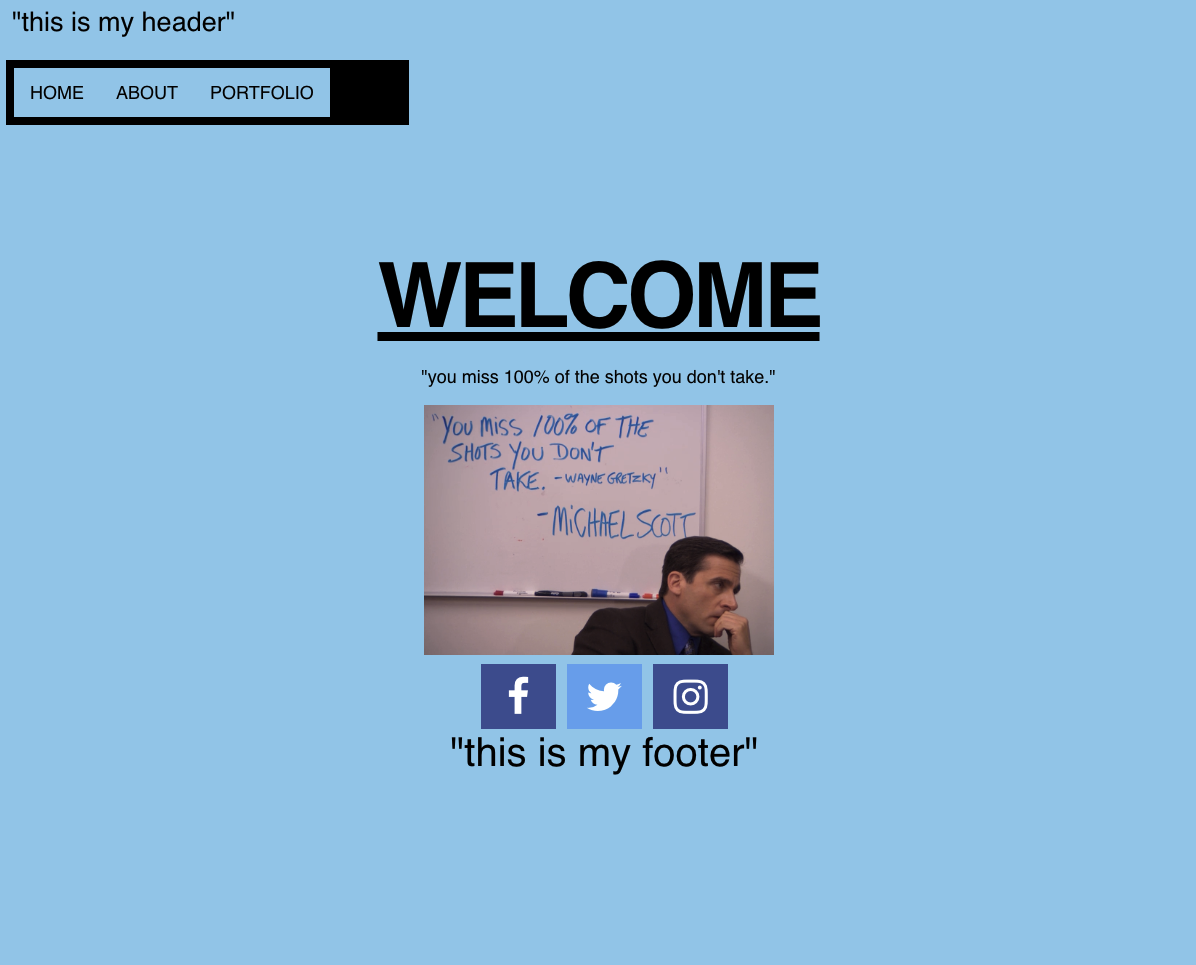 "this is my header"
HOME ABOUT PORTFOLIO
WELCOME
"you miss 100% of the shots you don't take."
"YOU MISS 100% OF THE
SHOTS YOU DON'T
TAKE. - WAYNE GRETZKY"
- MICHAEL SCOTT
"this is my footer"